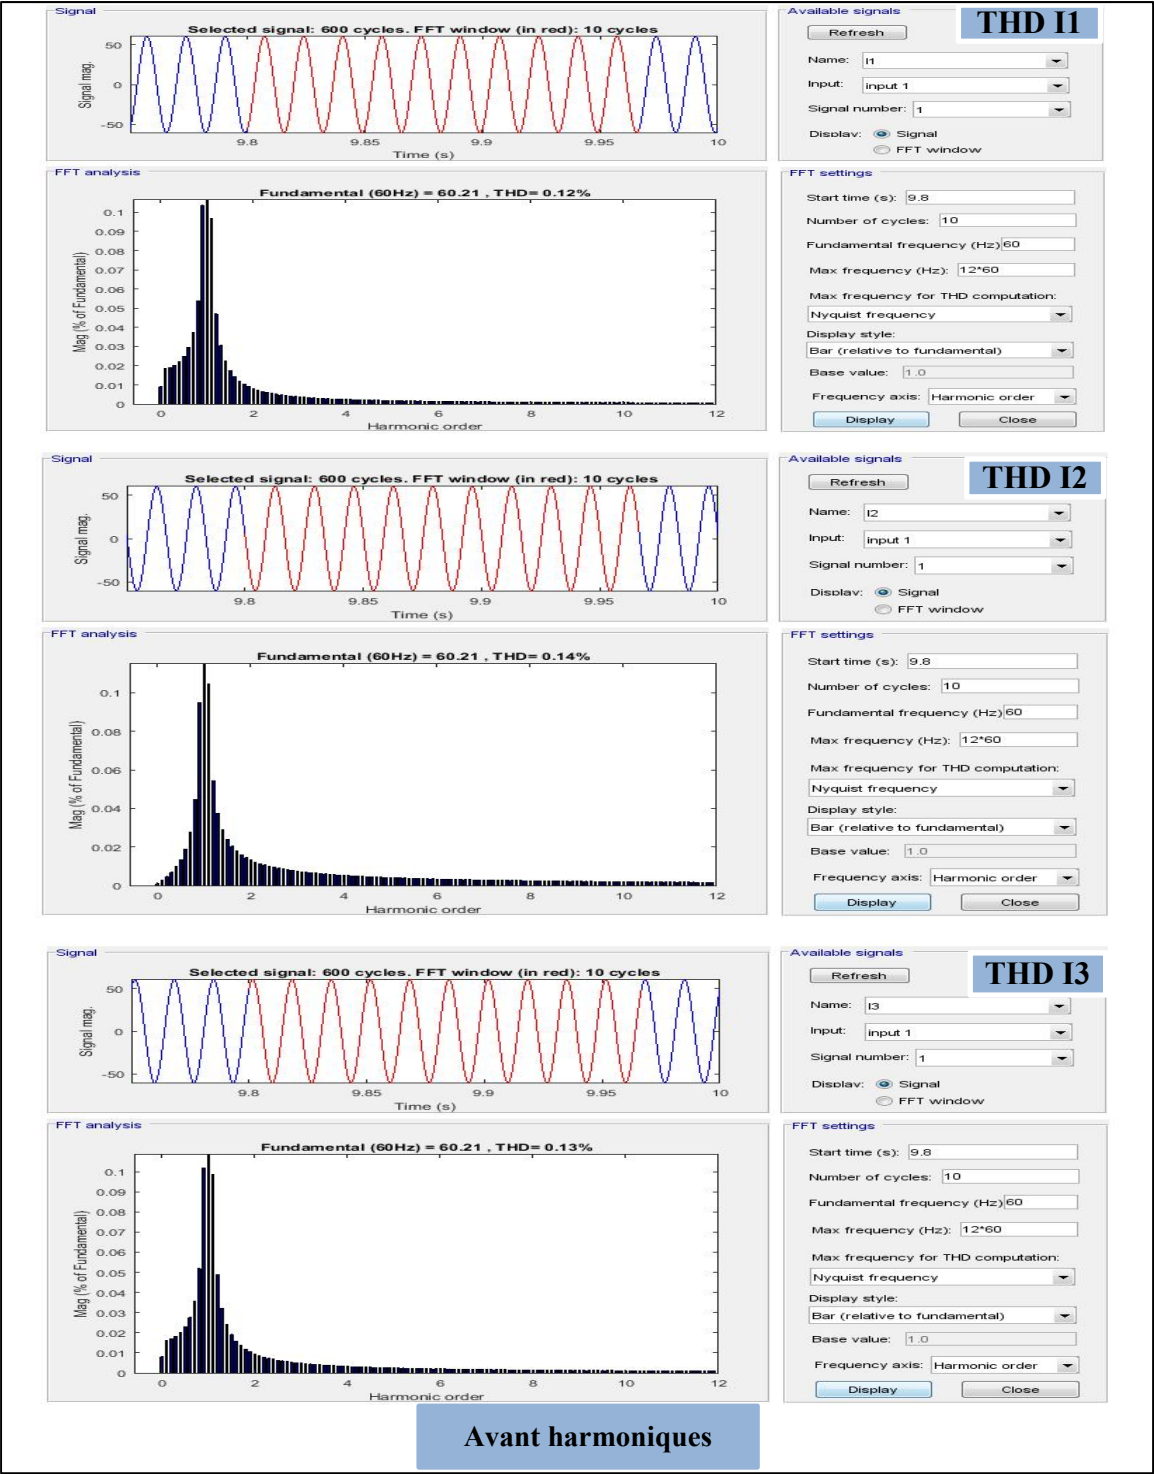 Signal
Selected signal: 600 cycles. FFT window (in red): 10 cycles
Signal mag.
50
0
-50
9.8 9.85 9.9 9.95 10
Time (s)
Available signals
THD I1
Refresh
Name: I1
Input: input 1
Signal number: 1
Display: Signal
FFT window
FFT analysis
Fundamental (60Hz) = 60.21 , THD= 0.12%
Mag (% of Fundamental)
0.1
0.09
0.08
0.07
0.06
0.05
0.04
0.03
0.02
0.01
0
0 2 4 6 8 10 12
Harmonic order
FFT settings
Start time (s): 9.8
Number of cycles: 10
Fundamental frequency (Hz) 60
Max frequency (Hz): 12*60
Max frequency for THD computation:
Nyquist frequency
Display style:
Bar (relative to fundamental)
Base value: 1.0
Frequency axis: Harmonic order
Display Close
Signal
Selected signal: 600 cycles. FFT window (in red): 10 cycles
Signal mag.
50
0
-50
9.8 9.85 9.9 9.95 10
Time (s)
Available signals
THD I2
Refresh
Name: I2
Input: input 1
Signal number: 1
Display: Signal
FFT window
FFT analysis
Fundamental (60Hz) = 60.21 , THD= 0.14%
Mag (% of Fundamental)
0.1
0.08
0.06
0.04
0.02
0
0 2 4 6 8 10 12
Harmonic order
FFT settings
Start time (s): 9.8
Number of cycles: 10
Fundamental frequency (Hz) 60
Max frequency (Hz): 12*60
Max frequency for THD computation:
Nyquist frequency
Display style:
Bar (relative to fundamental)
Base value: 1.0
Frequency axis: Harmonic order
Display Close
Signal
Selected signal: 600 cycles. FFT window (in red): 10 cycles
Signal mag.
50
0
-50
9.8 9.85 9.9 9.95 10
Time (s)
Available signals
THD I3
Refresh
Name: I3
Input: input 1
Signal number: 1
Display: Signal
FFT window
FFT analysis
Fundamental (60Hz) = 60.21 , THD= 0.13%
Mag (% of Fundamental)
0.1
0.09
0.08
0.07
0.06
0.05
0.04
0.03
0.02
0.01
0
0 2 4 6 8 10 12
Harmonic order
FFT settings
Start time (s): 9.8
Number of cycles: 10
Fundamental frequency (Hz) 60
Max frequency (Hz): 12*60
Max frequency for THD computation:
Nyquist frequency
Display style:
Bar (relative to fundamental)
Base value: 1.0
Frequency axis: Harmonic order
Display Close
Avant harmoniques